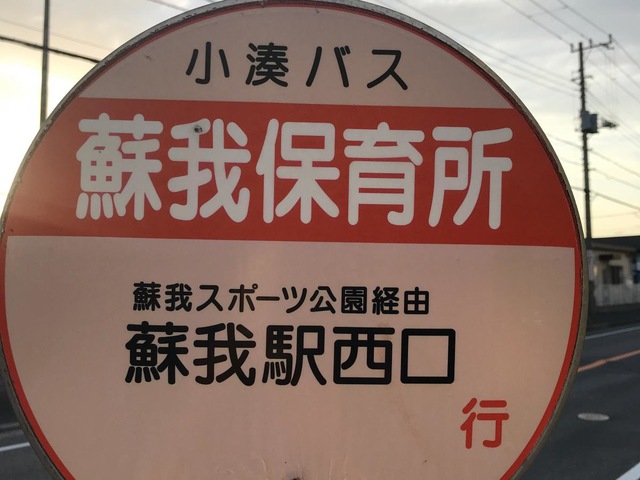 小湊バス
蘇我保育所
蘇我スポーツ公園経由
蘇我駅西口
行